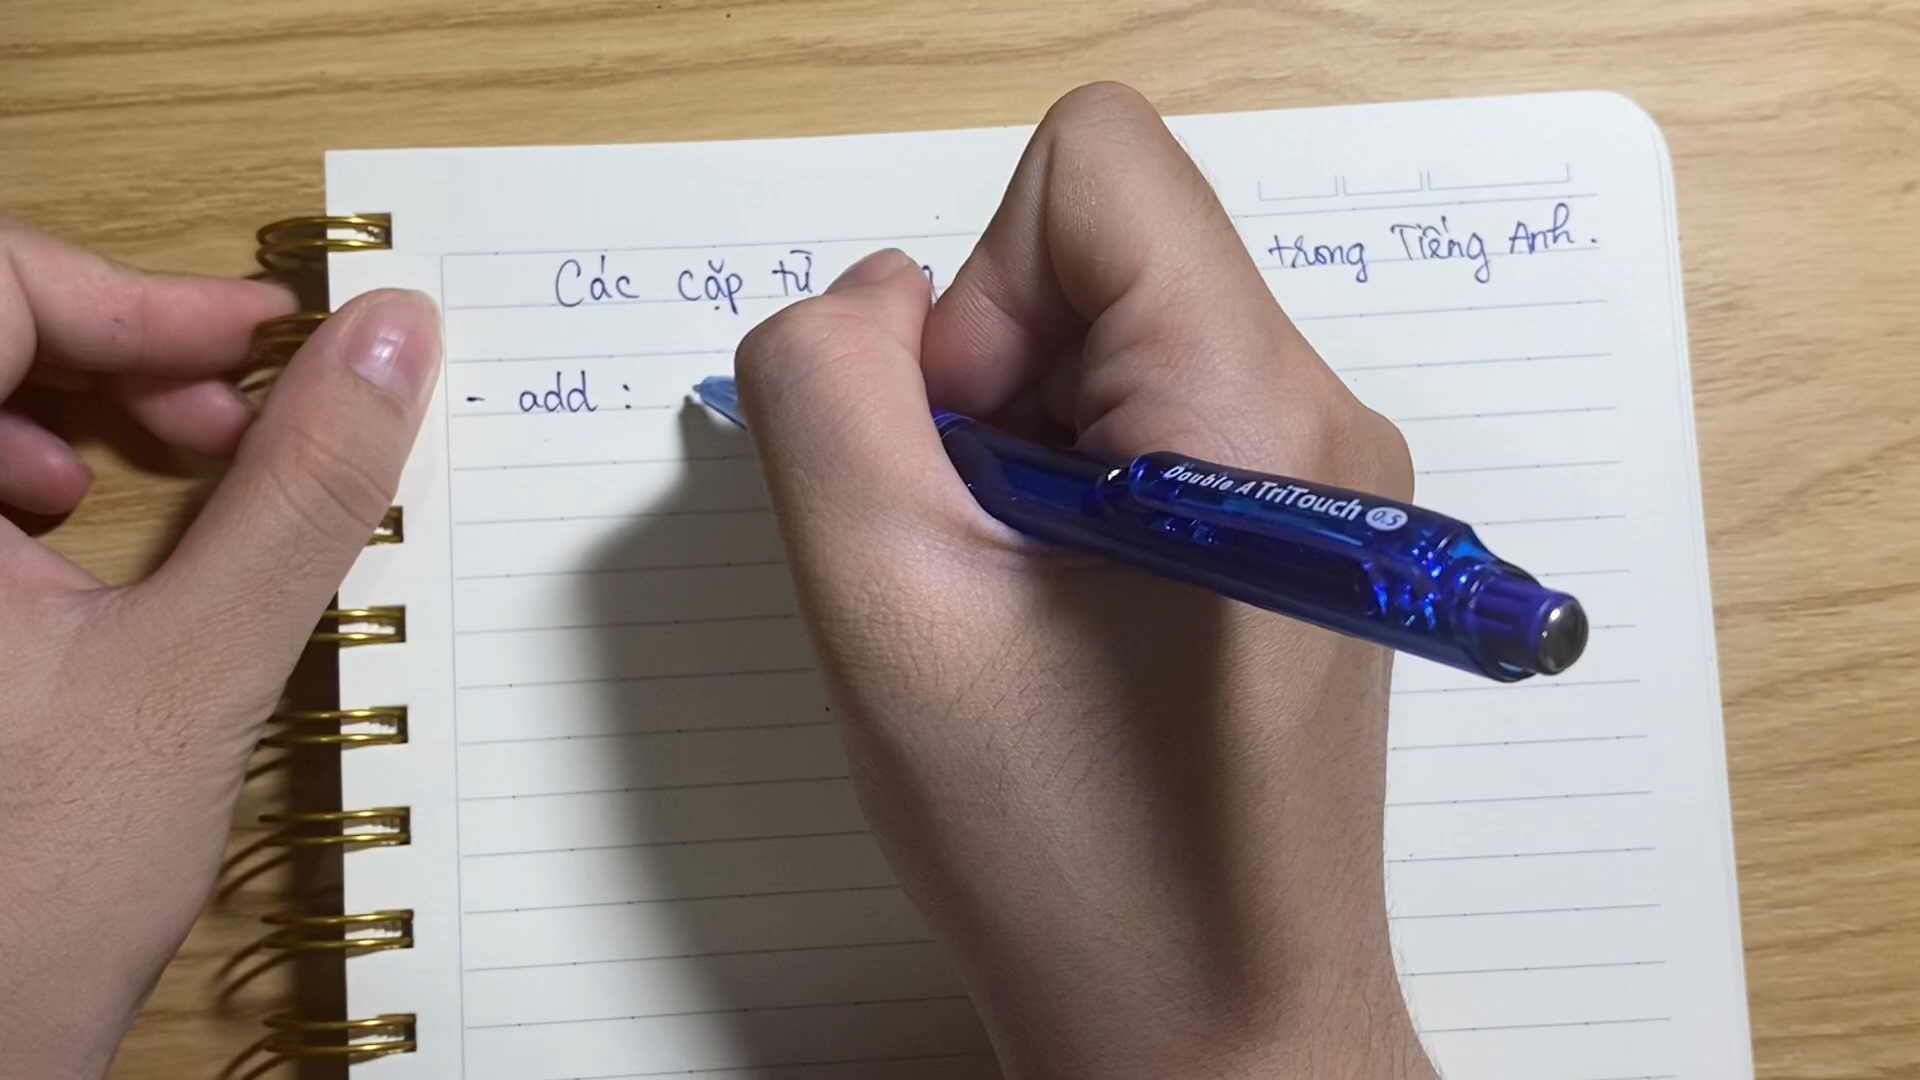 Các cặp từ trong Tiếng Anh.
- add :
Double A TriTouch 0.5